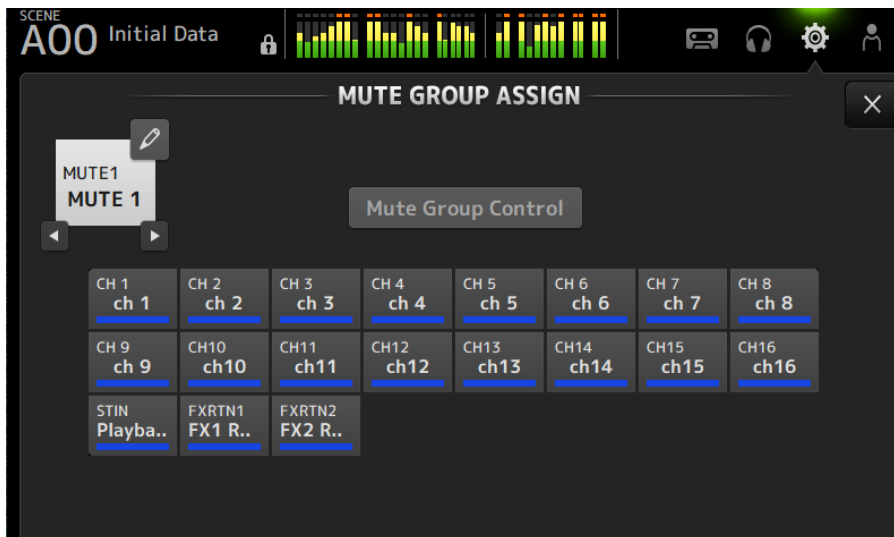 SCENE
A00 Initial Data
MUTE GROUP ASSIGN
MUTE1
MUTE 1
Mute Group Control
CH 1 CH 2 CH 3 CH 4 CH 5 CH 6 CH 7 CH 8
ch 1 ch 2 ch 3 ch 4 ch 5 ch 6 ch 7 ch 8
CH 9 CH10 CH11 CH12 CH13 CH14 CH15 CH16
ch 9 ch10 ch11 ch12 ch13 ch14 ch15 ch16
STIN FXRTN1 FXRTN2
Playba.. FX1 R.. FX2 R..